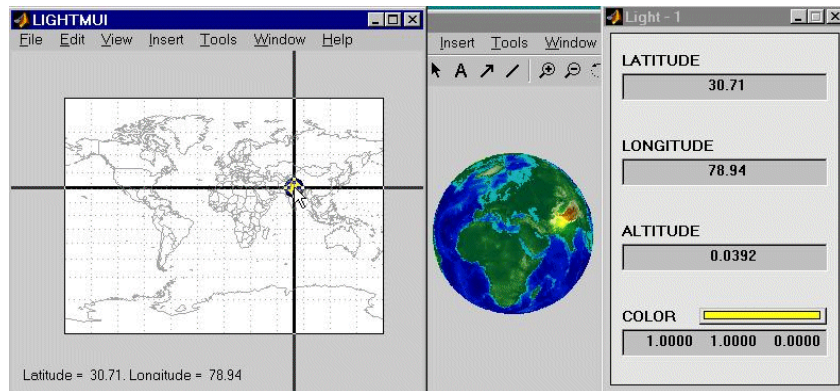 LIGHTMUI
File Edit View Insert Tools Window Help
Latitude = 30.71. Longitude = 78.94
Insert Tools Window
A
Light - 1
LATITUDE
30.71
LONGITUDE
78.94
ALTITUDE
0.0392
COLOR
1.0000 1.0000 0.0000